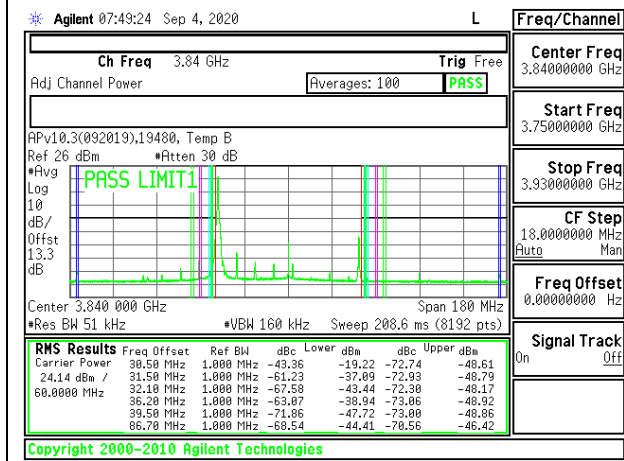 Agilent 07:49:24 Sep 4, 2020 L
Freq/Channel
Ch Freq 3.84 GHz Trig Free
Adj Channel Power Averages: 100 PASS
Center Freq
3.84000000 GHz
Start Freq
3.75000000 GHz
APv10.3(092019),19480, Temp B
Ref 26 dBm #Atten 30 dB
#Avg
Log
10
dB/
Offst
13.3
dB
PASS LIMIT1
Stop Freq
3.93000000 GHz
CF Step
18.0000000 MHz
Auto Man
Freq Offset
0.00000000 Hz
Center 3.840 000 GHz Span 180 MHz
#Res BW 51 kHz #VBW 160 kHz Sweep 208.6 ms (8192 pts)
Signal Track
On Off
RMS Results Freq Offset Ref BW dBc Lower dBm dBc Upper dBm
Carrier Power 30.50 MHz 1.000 MHz -43.36 -19.22 -72.74 -48.61
24.14 dBm / 31.50 MHz 1.000 MHz -61.23 -37.09 -72.93 -48.79
60.0000 MHz 32.10 MHz 1.000 MHz -67.58 -43.44 -72.30 -48.17
36.20 MHz 1.000 MHz -63.07 -38.94 -73.06 -48.92
39.50 MHz 1.000 MHz -71.86 -47.72 -73.00 -48.86
86.70 MHz 1.000 MHz -68.54 -44.41 -70.56 -46.42
Copyright 2000-2010 Agilent Technologies